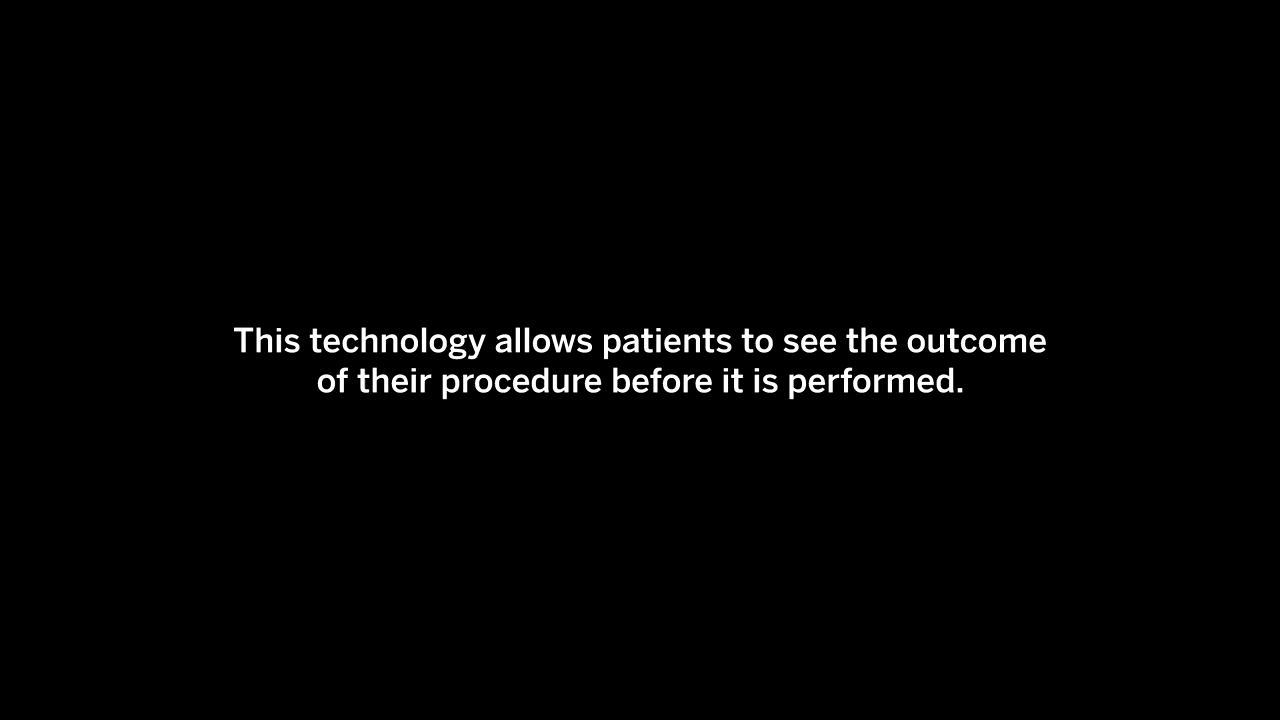 This technology allows patients to see the outcome
of their procedure before it is performed.